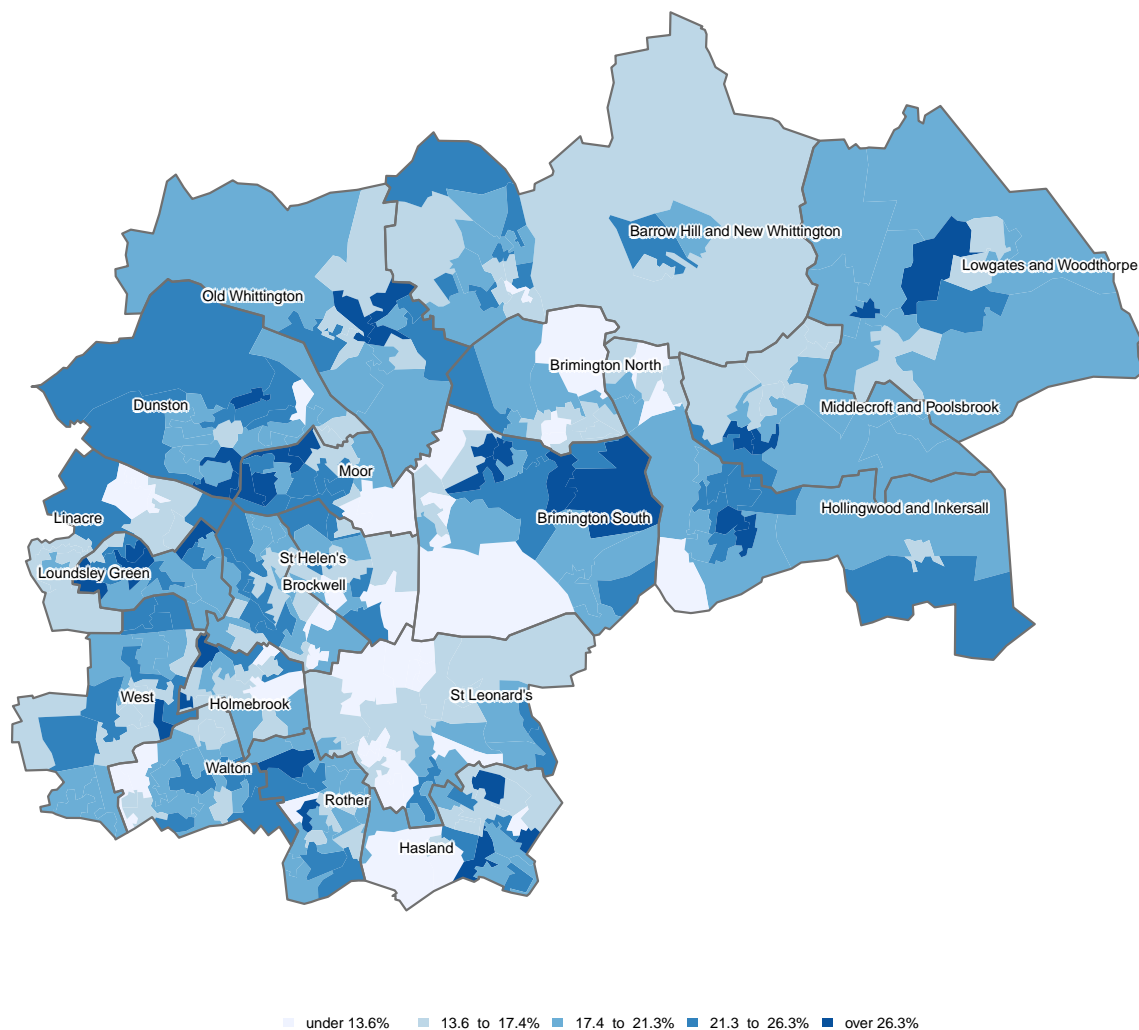 Barrow Hill and New Whittington
Lowgates and Woodthorpe
Old Whittington
Brimington North
Dunston
Middlecroft and Poolsbrook
Moor
Linacre
Brimington South
Hollingwood and Inkersall
St Helen's
Loundsley Green
Brockwell
West
Holmebrook
St Leonard's
Walton
Rother
Hasland
under 13.6%
13.6 to 17.4%
17.4 to 21.3%
21.3 to 26.3%
over 26.3%